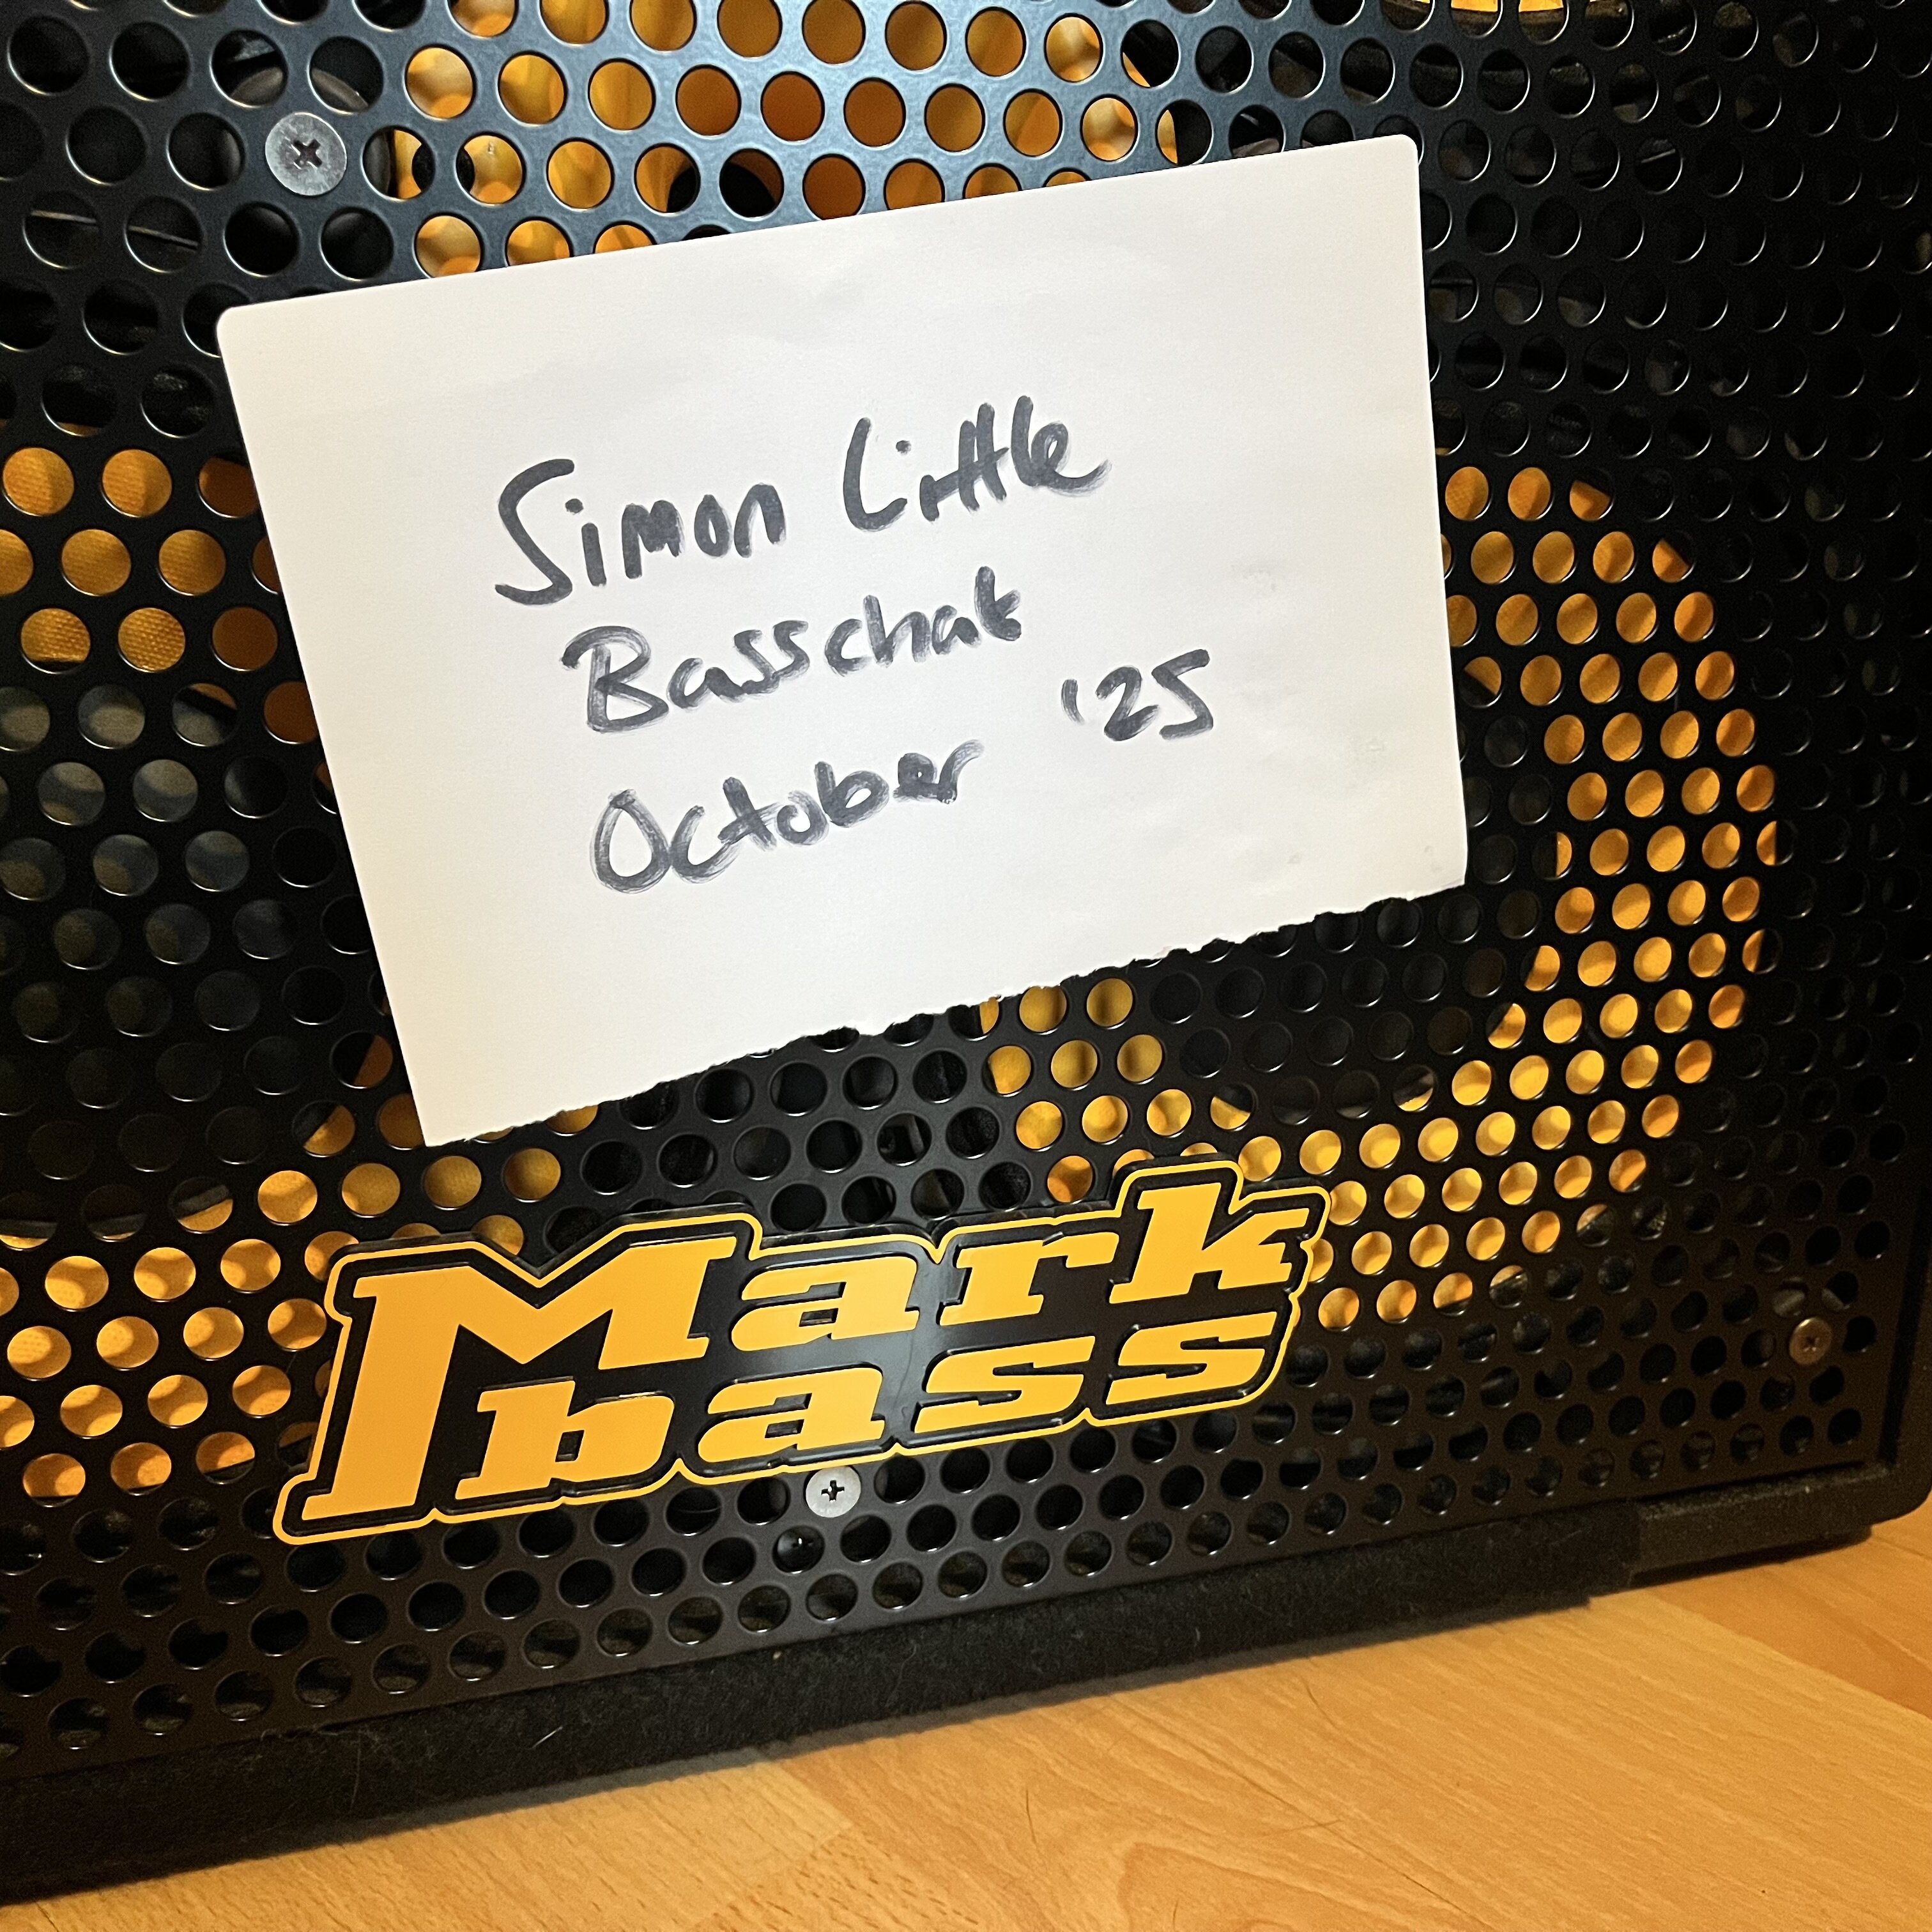 Simon Little
Basschat
October '25
Mark
bass